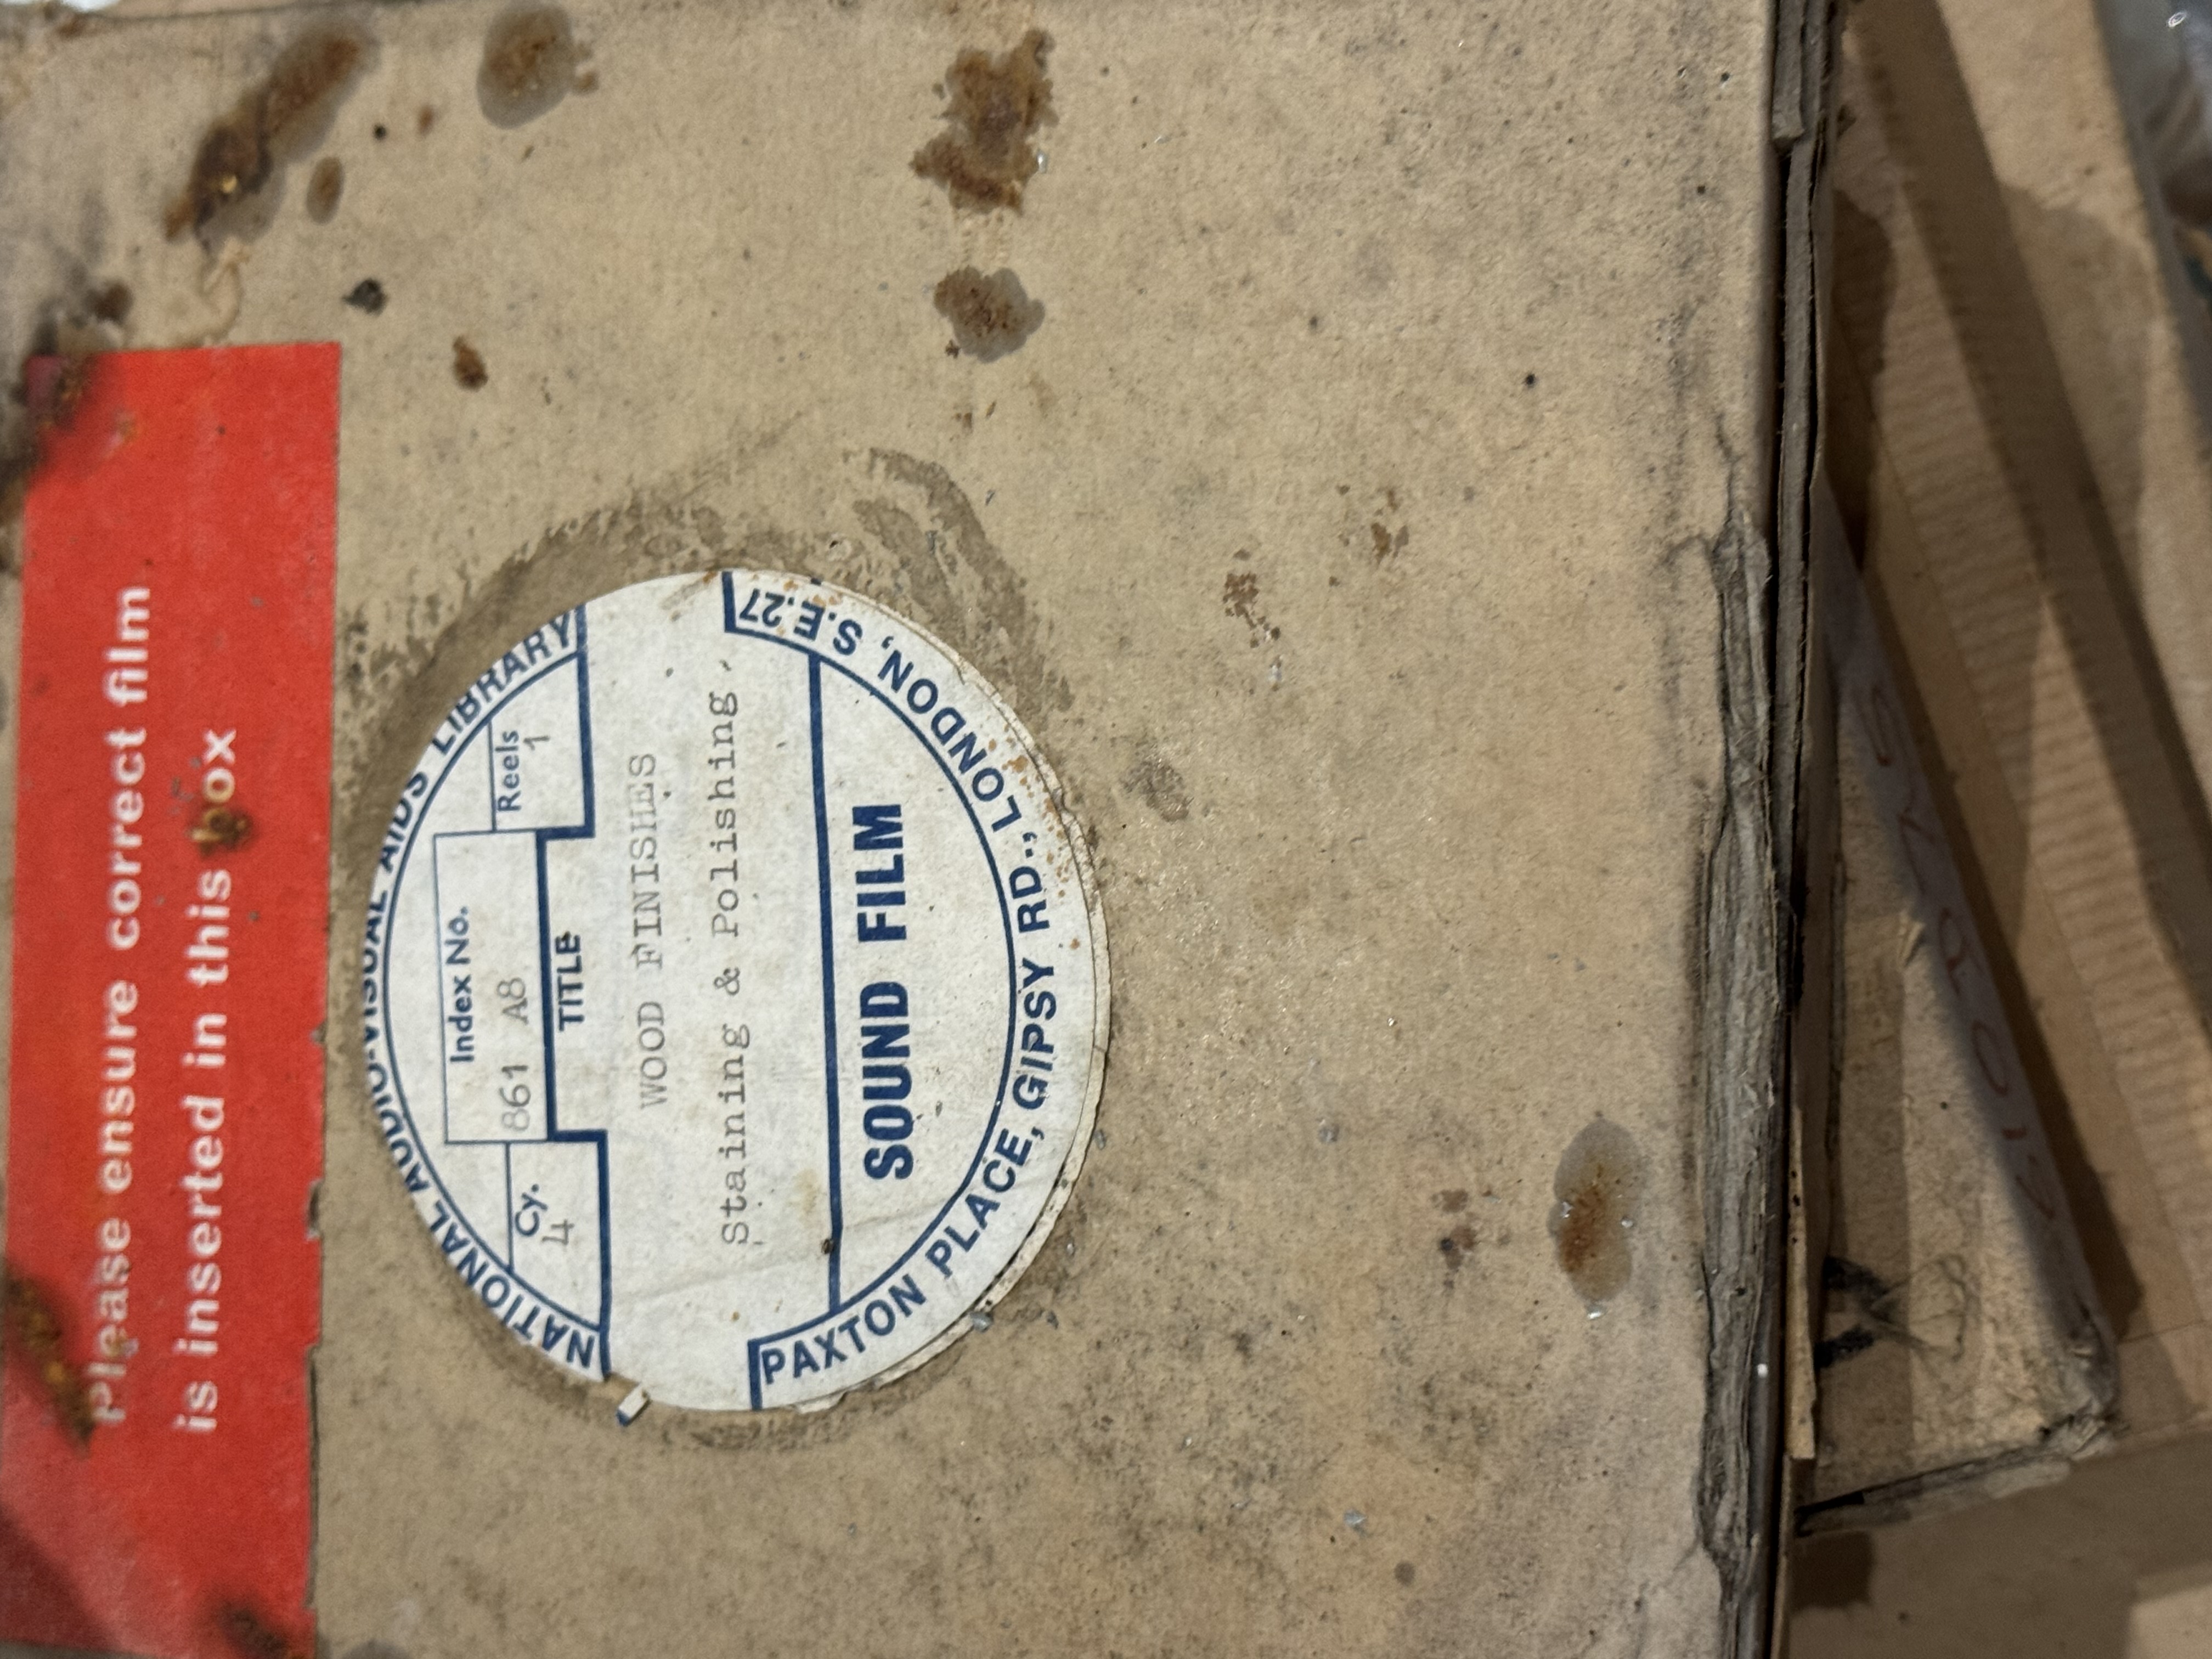 Please ensure correct film
is inserted in this box
NATIONAL AUDIO-VISUAL AIDS LIBRARY
Cy.
4
Index No.
861 A8
Reels
1
TITLE
WOOD FINISHES
Staining & Polishing.
SOUND FILM
PAXTON PLACE, GIPSY RD., LONDON, S.E.27